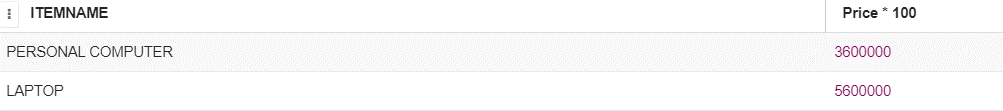 ITEMNAME Price * 100
PERSONAL COMPUTER 3600000
LAPTOP 5600000